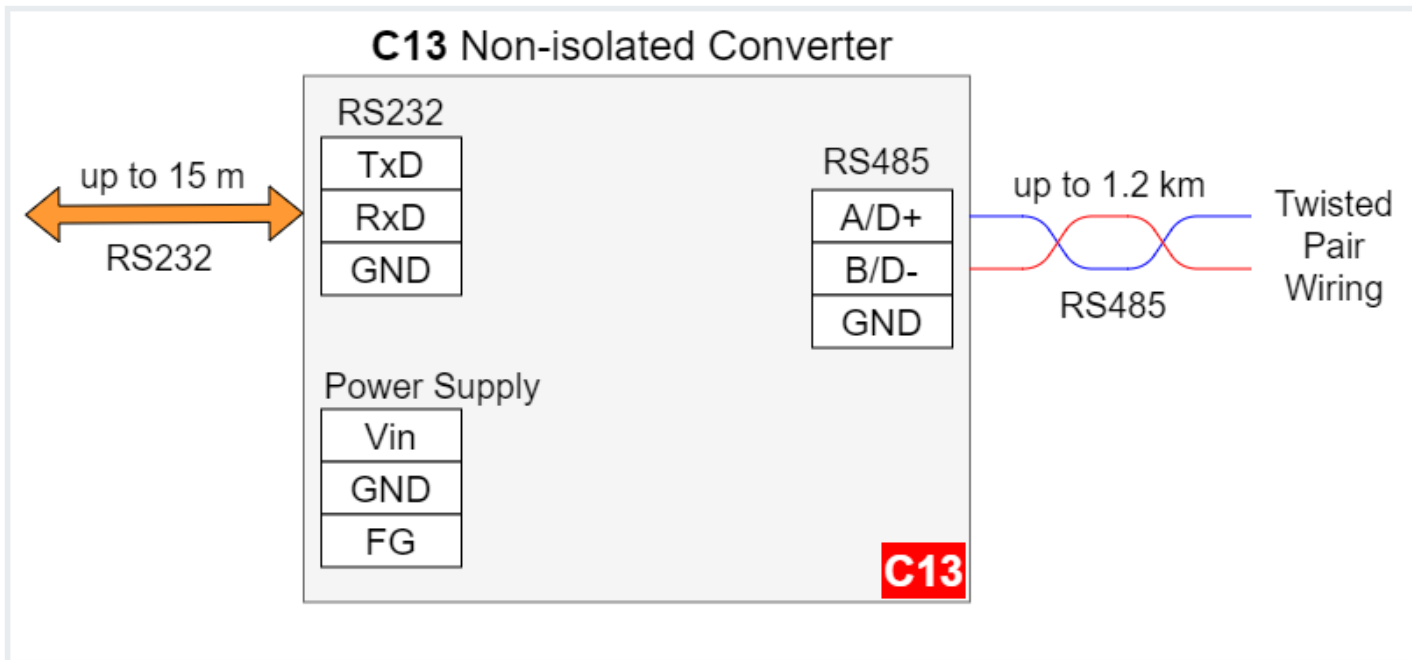 C13 Non-isolated Converter
up to 15 m
RS232
RS232
TxD
RxD
GND
Power Supply
Vin
GND
FG
RS485
A/D+
B/D-
GND
up to 1.2 km
RS485
Twisted
Pair
Wiring
C13